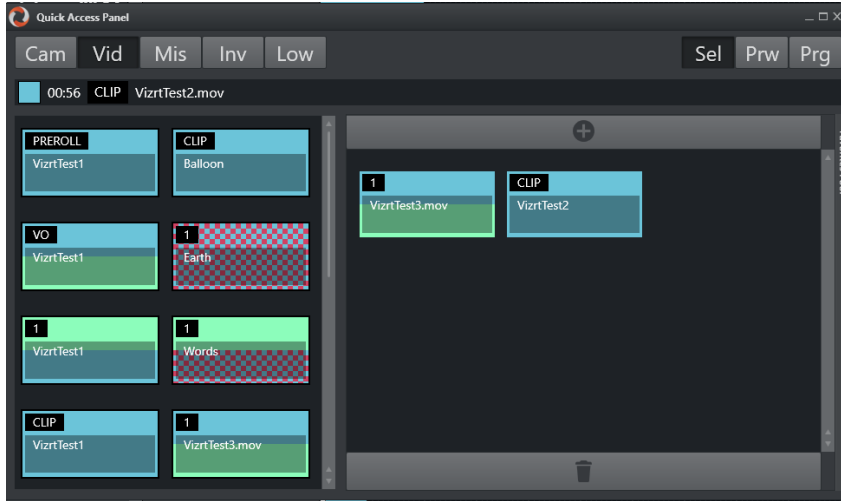 Quick Access Panel
Cam Vid Mis Inv Low Sel Prw Prg
00:56 CLIP VizrtTest2.mov
PREROLL
VizrtTest1
CLIP
Balloon
VO
VizrtTest1
1
Earth
1
VizrtTest1
1
Words
CLIP
VizrtTest1
1
VizrtTest3.mov
1
VizrtTest3.mov
CLIP
VizrtTest2